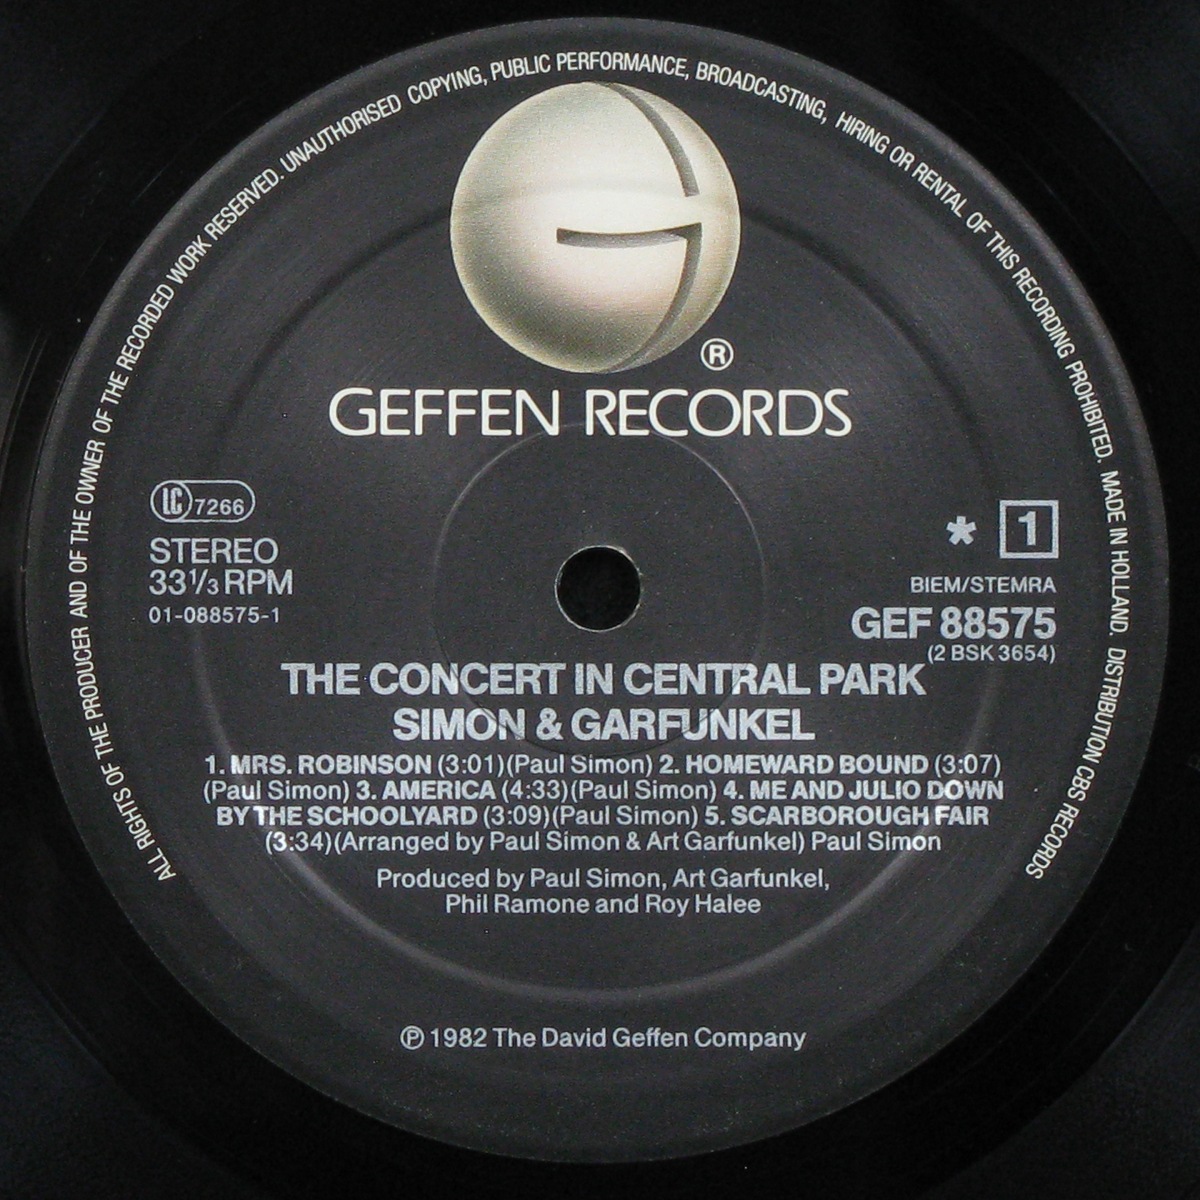 ALL RIGHTS OF THE PRODUCER AND OF THE OWNER OF THE RECORDED WORK RESERVED. UNAUTHORISED COPYING, PUBLIC PERFORMANCE, BROADCASTING, HIRING OR RENTAL OF THIS RECORDING PROHIBITED. MADE IN HOLLAND. DISTRIBUTION CBS RECORDS
®
GEFFEN RECORDS
LC 7266
STEREO
33⅓ RPM
01-088575-1
* 1
BIEM/STEMRA
GEF 88575
(2 BSK 3654)
THE CONCERT IN CENTRAL PARK
SIMON & GARFUNKEL
1. MRS. ROBINSON (3:01)(Paul Simon) 2. HOMEWARD BOUND (3:07)
(Paul Simon) 3. AMERICA (4:33)(Paul Simon) 4. ME AND JULIO DOWN
BY THE SCHOOLYARD (3:09)(Paul Simon) 5. SCARBOROUGH FAIR
(3:34)(Arranged by Paul Simon & Art Garfunkel) Paul Simon
Produced by Paul Simon, Art Garfunkel,
Phil Ramone and Roy Halee
℗ 1982 The David Geffen Company